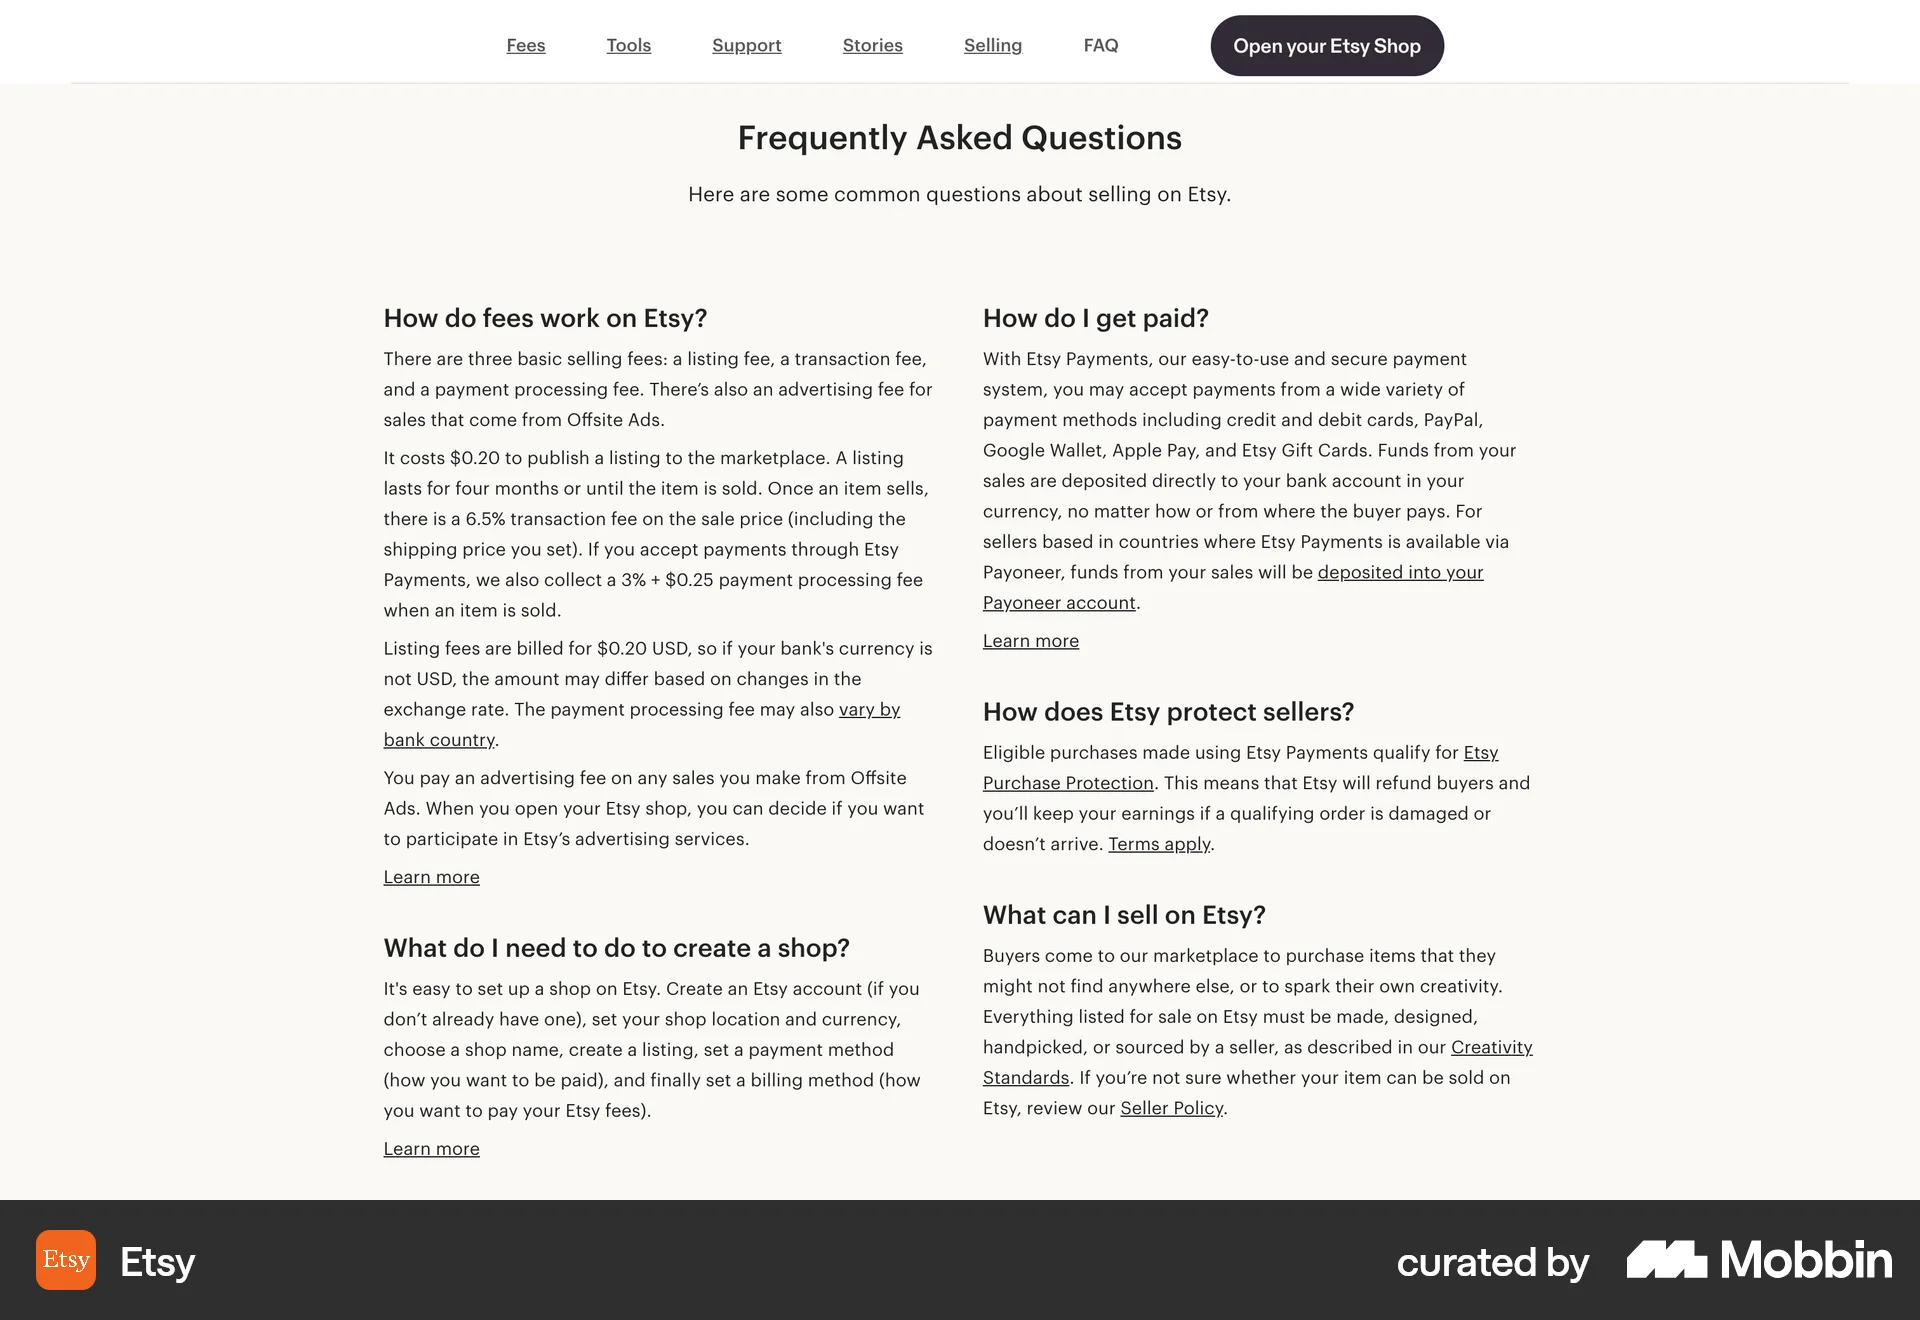 Fees
Tools
Support
Stories
Selling
FAQ
Open your Etsy Shop
Frequently Asked Questions
Here are some common questions about selling on Etsy.
How do fees work on Etsy?
There are three basic selling fees: a listing fee, a transaction fee,
and a payment processing fee. There’s also an advertising fee for
sales that come from Offsite Ads.
It costs $0.20 to publish a listing to the marketplace. A listing
lasts for four months or until the item is sold. Once an item sells,
there is a 6.5% transaction fee on the sale price (including the
shipping price you set). If you accept payments through Etsy
Payments, we also collect a 3% + $0.25 payment processing fee
when an item is sold.
Listing fees are billed for $0.20 USD, so if your bank's currency is
not USD, the amount may differ based on changes in the
exchange rate. The payment processing fee may also vary by
bank country.
You pay an advertising fee on any sales you make from Offsite
Ads. When you open your Etsy shop, you can decide if you want
to participate in Etsy’s advertising services.
Learn more
What do I need to do to create a shop?
It's easy to set up a shop on Etsy. Create an Etsy account (if you
don’t already have one), set your shop location and currency,
choose a shop name, create a listing, set a payment method
(how you want to be paid), and finally set a billing method (how
you want to pay your Etsy fees).
Learn more
How do I get paid?
With Etsy Payments, our easy-to-use and secure payment
system, you may accept payments from a wide variety of
payment methods including credit and debit cards, PayPal,
Google Wallet, Apple Pay, and Etsy Gift Cards. Funds from your
sales are deposited directly to your bank account in your
currency, no matter how or from where the buyer pays. For
sellers based in countries where Etsy Payments is available via
Payoneer, funds from your sales will be deposited into your
Payoneer account.
Learn more
How does Etsy protect sellers?
Eligible purchases made using Etsy Payments qualify for Etsy
Purchase Protection. This means that Etsy will refund buyers and
you’ll keep your earnings if a qualifying order is damaged or
doesn’t arrive. Terms apply.
What can I sell on Etsy?
Buyers come to our marketplace to purchase items that they
might not find anywhere else, or to spark their own creativity.
Everything listed for sale on Etsy must be made, designed,
handpicked, or sourced by a seller, as described in our Creativity
Standards. If you’re not sure whether your item can be sold on
Etsy, review our Seller Policy.
Etsy
Etsy
curated by
Mobbin